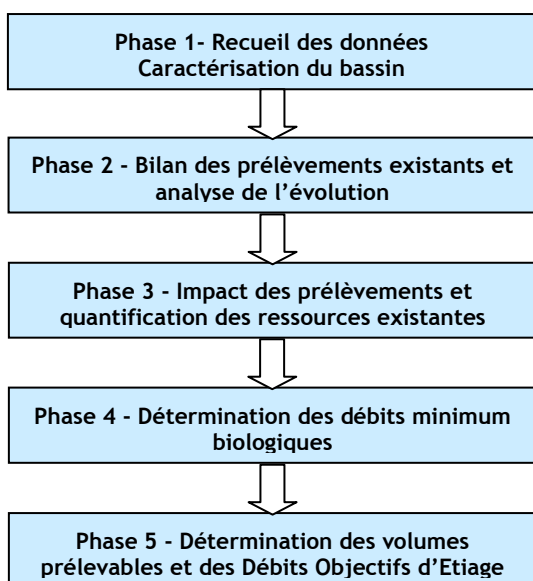 Phase 1- Recueil des données
Caractérisation du bassin
Phase 2 - Bilan des prélèvements existants et
analyse de l'évolution
Phase 3 - Impact des prélèvements et
quantification des ressources existantes
Phase 4 - Détermination des débits minimum
biologiques
Phase 5 - Détermination des volumes
prélevables et des Débits Objectifs d'Etiage